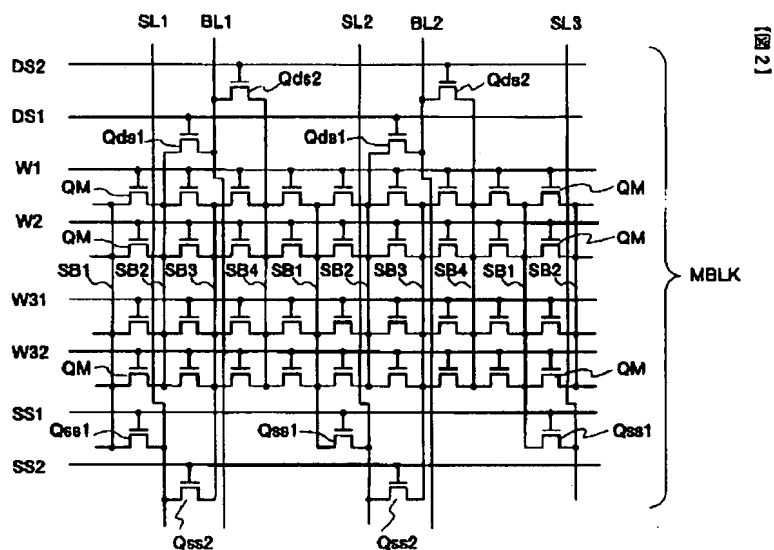 【図2】
SL1 BL1 SL2 BL2 SL3
DS2
Qds2 Qds2
DS1
Qds1 Qds1
W1
QM QM
W2
QM QM
SB1 SB2 SB3 SB4 SB1 SB2 SB3 SB4 SB1 SB2
MBLK
W31
W32
QM QM
SS1
Qss1 Qss1 Qss1
SS2
Qss2 Qss2